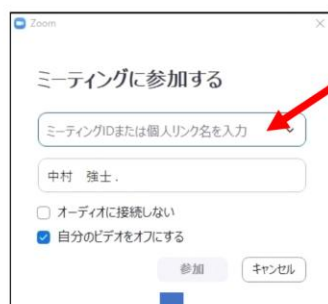 Zoom
ミーティングに参加する
ミーティングIDまたは個人リンク名を入力
中村　強士.
オーディオに接続しない
自分のビデオをオフにする
参加
キャンセル